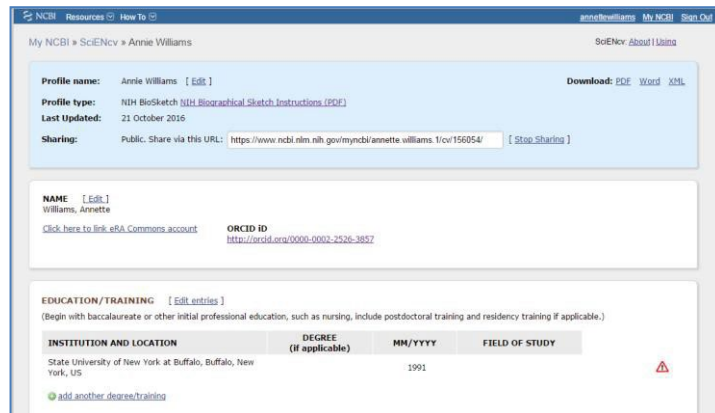 NCBI Resources How To annettewilliams My NCBI Sign Out
My NCBI » SciENcv » Annie Williams SciENcv: About | Using
Profile name: Annie Williams [ Edit ] Download: PDF Word XML
Profile type: NIH BioSketch NIH Biographical Sketch Instructions (PDF)
Last Updated: 21 October 2016
Sharing: Public. Share via this URL: https://www.ncbi.nlm.nih.gov/myncbi/annette.williams.1/cv/156054/ [ Stop Sharing ]
NAME [ Edit ]
Williams, Annette
Click here to link eRA Commons account ORCID iD
http://orcid.org/0000-0002-2526-3857
EDUCATION/TRAINING [ Edit entries ]
(Begin with baccalaureate or other initial professional education, such as nursing, include postdoctoral training and residency training if applicable.)
INSTITUTION AND LOCATION DEGREE (if applicable) MM/YYYY FIELD OF STUDY
State University of New York at Buffalo, Buffalo, New 1991
York, US
add another degree/training